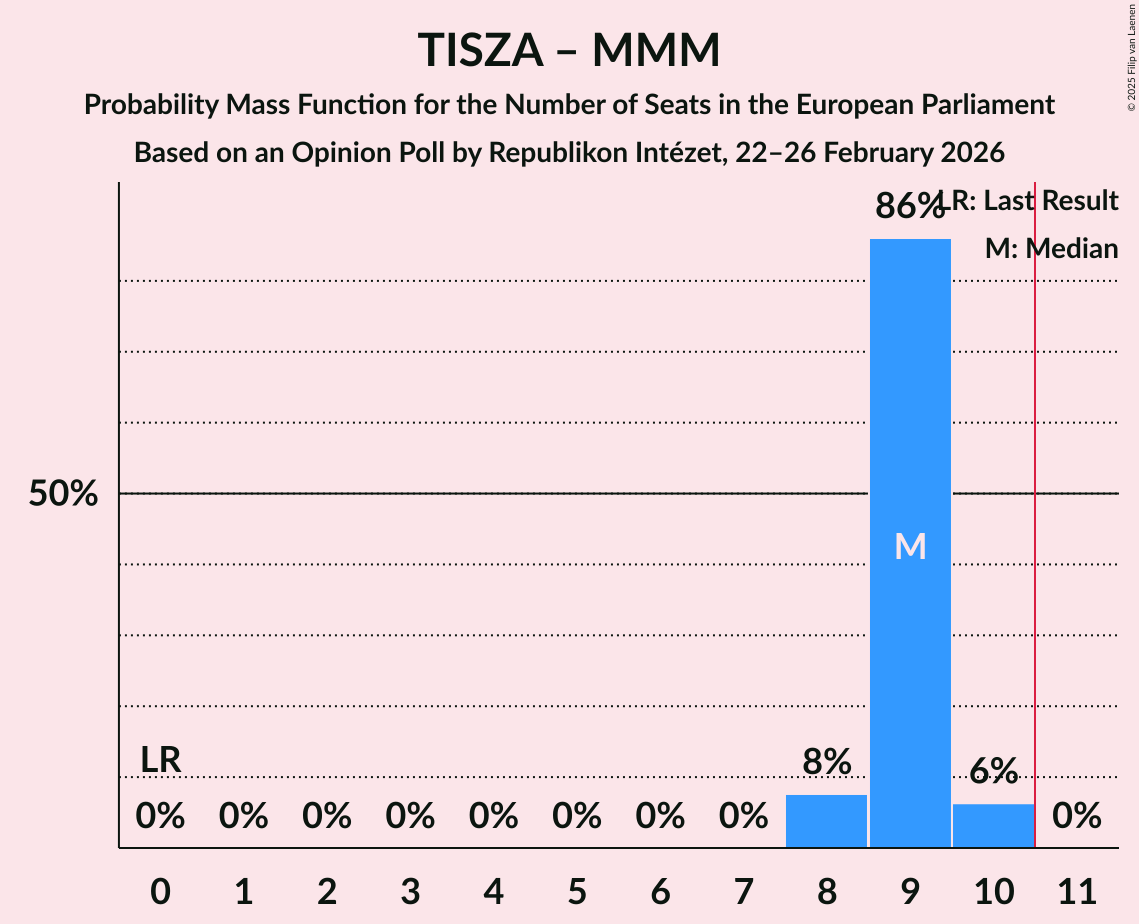 TISZA – MMM
Probability Mass Function for the Number of Seats in the European Parliament
Based on an Opinion Poll by Republikon Intézet, 22–26 February 2026
© 2025 Filip van Laenen
LR: Last Result
M: Median
86%
50%
M
LR
8%
6%
0% 0% 0% 0% 0% 0% 0% 0% 0%
0 1 2 3 4 5 6 7 8 9 10 11